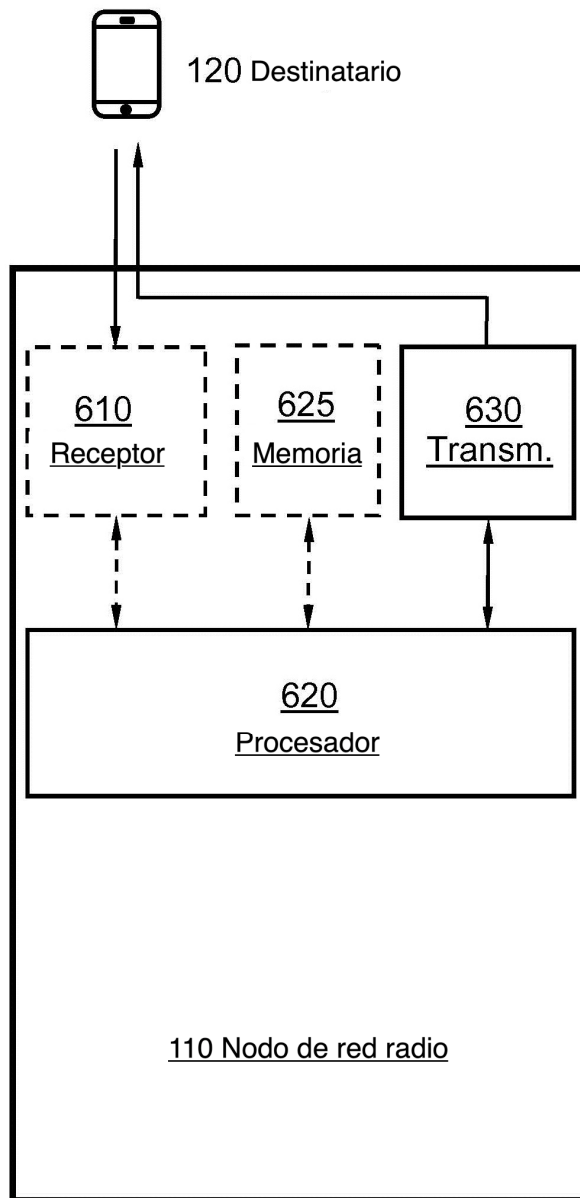 120 Destinatario
610
Receptor
625
Memoria
630
Transm.
620
Procesador
110 Nodo de red radio